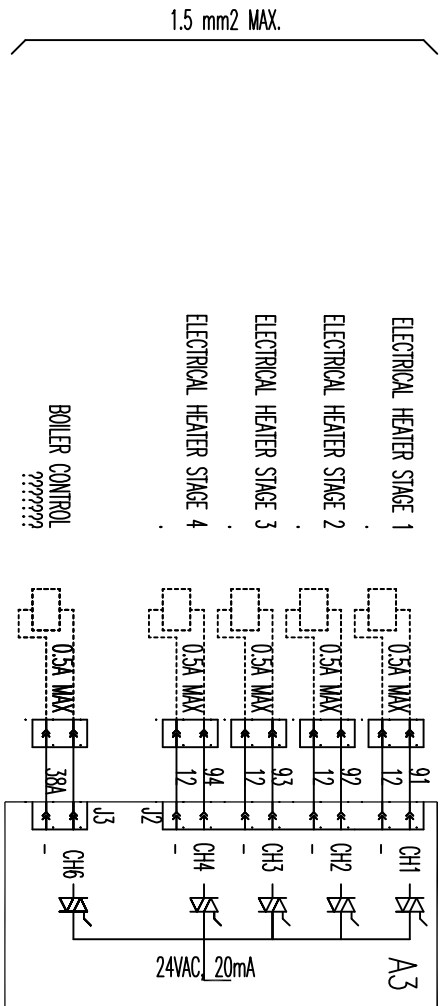 1.5 mm2 MAX.
ELECTRICAL HEATER STAGE 1
.
0.5A MAX
91
12
CH1
-
ELECTRICAL HEATER STAGE 2
.
0.5A MAX
92
12
CH2
ELECTRICAL HEATER STAGE 3
.
0.5A MAX
93
12
CH3
ELECTRICAL HEATER STAGE 4
.
0.5A MAX
94
12
J2
CH4
-
BOILER CONTROL
0.5A MAX
38A
J3
CH6
-
24VAC, 20mA
A3